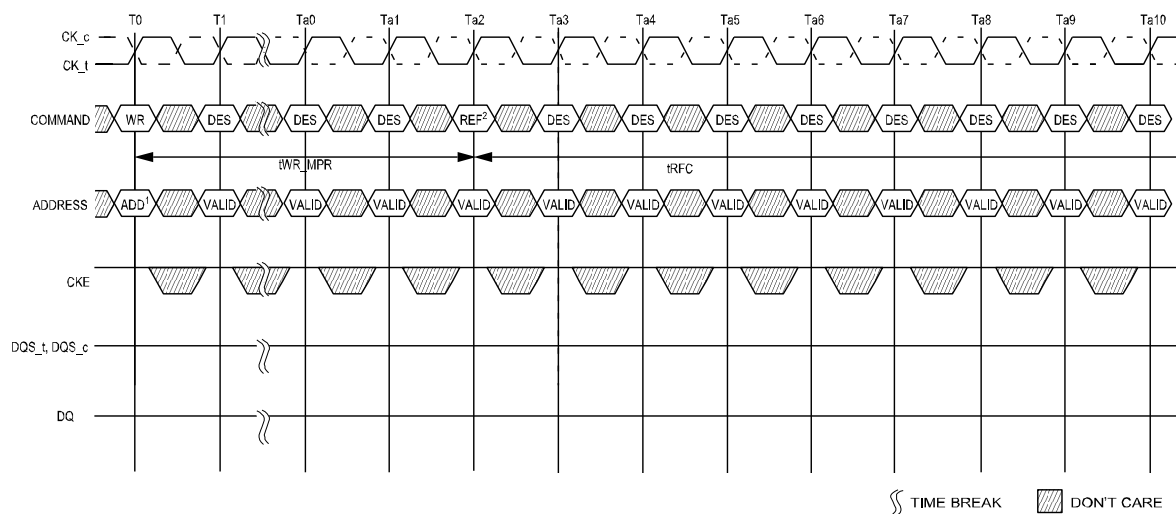 T0 T1 Ta0 Ta1 Ta2 Ta3 Ta4 Ta5 Ta6 Ta7 Ta8 Ta9 Ta10
CK_c
CK_t
COMMAND WR DES DES DES REF2 DES DES DES DES DES DES DES DES
tWR_MPR tRFC
ADDRESS ADD1 VALID VALID VALID VALID VALID VALID VALID VALID VALID VALID VALID VALID
CKE
DQS_t, DQS_c
DQ
TIME BREAK DON'T CARE